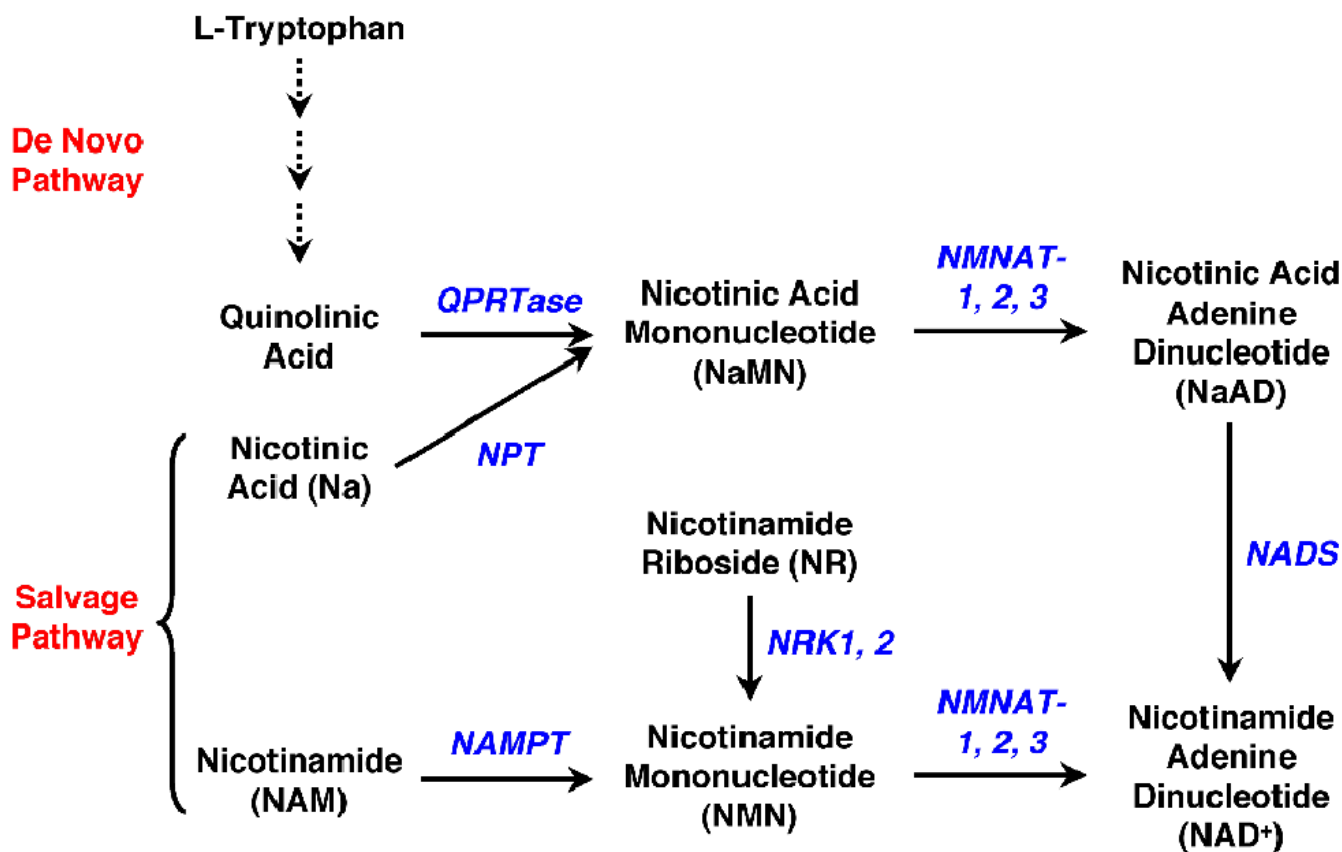 L-Tryptophan
De Novo
Pathway
Quinolinic
Acid
QPRTase
Nicotinic Acid
Mononucleotide
(NaMN)
NMNAT-
1, 2, 3
Nicotinic Acid
Adenine
Dinucleotide
(NaAD)
Nicotinic
Acid (Na)
NPT
Nicotinamide
Riboside (NR)
NADS
Salvage
Pathway
NRK1, 2
Nicotinamide
(NAM)
NAMPT
Nicotinamide
Mononucleotide
(NMN)
NMNAT-
1, 2, 3
Nicotinamide
Adenine
Dinucleotide
(NAD+)